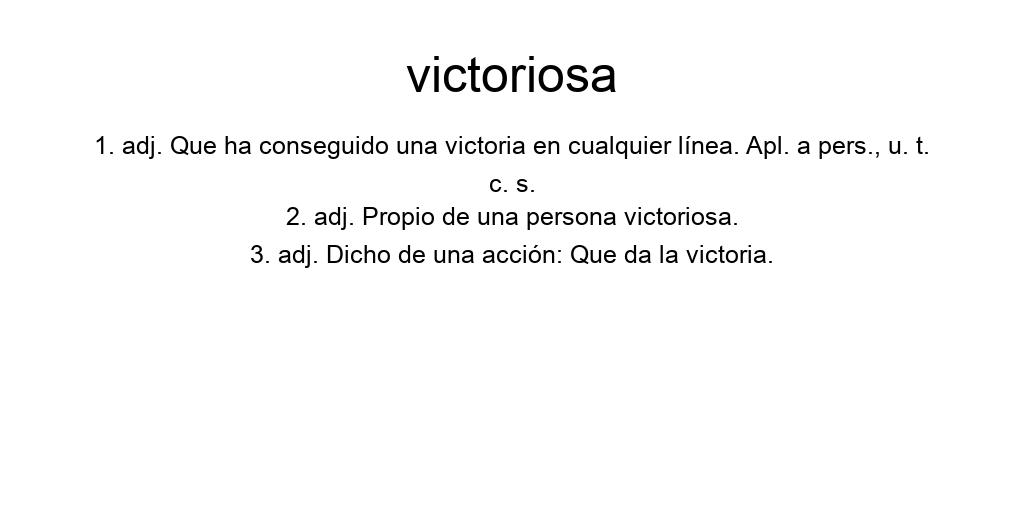 victoriosa
1. adj. Que ha conseguido una victoria en cualquier línea. Apl. a pers., u. t.
c. s.
2. adj. Propio de una persona victoriosa.
3. adj. Dicho de una acción: Que da la victoria.